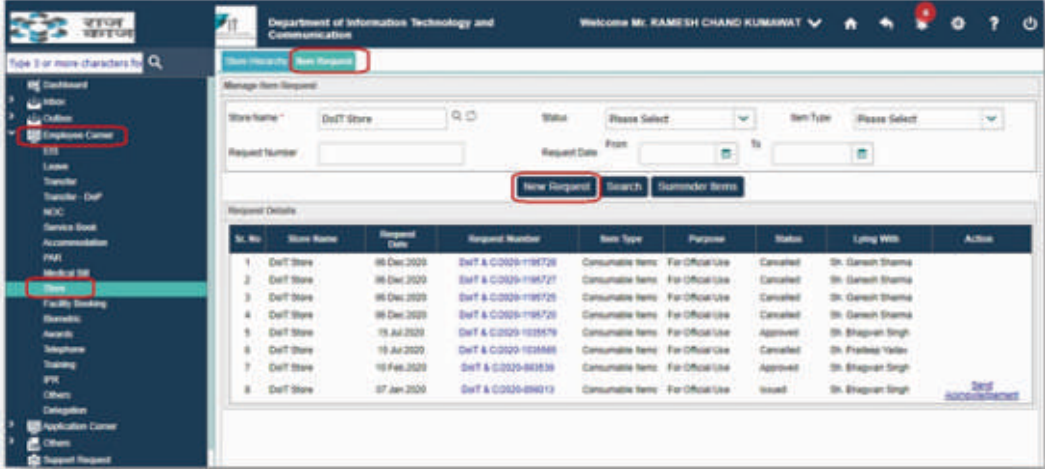 राज काज
Department of Information Technology and Communication
Welcome Mr. RAMESH CHAND KUMAWAT
Type 3 or more characters for
Store Hierarchy
Item Request
Dashboard
Inbox
Outbox
Employee Corner
ESS
Leave
Transfer
Transfer - DoP
NOC
Service Book
Accommodation
PAR
Medical Bill
Store
Facility Booking
Biometric
Awards
Telephone
Training
IPR
Others
Delegation
Application Corner
Others
Support Request
Manage Item Request
Store Name * DoIT Store Status Please Select Item Type Please Select
Request Number Request Date From To
New Request Search Surrender Items
Request Details
Sr. No Store Name Request Date Request Number Item Type Purpose Status Lying With Action
1 DoIT Store 06 Dec 2020 Consumable Items For Official Use Cancelled Sh. Ganesh Sharma
2 DoIT Store 06 Dec 2020 Consumable Items For Official Use Cancelled Sh. Ganesh Sharma
3 DoIT Store 06 Dec 2020 Consumable Items For Official Use Cancelled Sh. Ganesh Sharma
4 DoIT Store 06 Dec 2020 Consumable Items For Official Use Cancelled Sh. Ganesh Sharma
5 DoIT Store 15 Jul 2020 Consumable Items For Official Use Approved Sh. Bhagwan Singh
6 DoIT Store 15 Jul 2020 Consumable Items For Official Use Cancelled Sh. Pradeep Yadav
7 DoIT Store 10 Feb 2020 Consumable Items For Official Use Approved Sh. Bhagwan Singh
8 DoIT Store 07 Jan 2020 Consumable Items For Official Use Issued Sh. Bhagwan Singh Send Acknowledgement